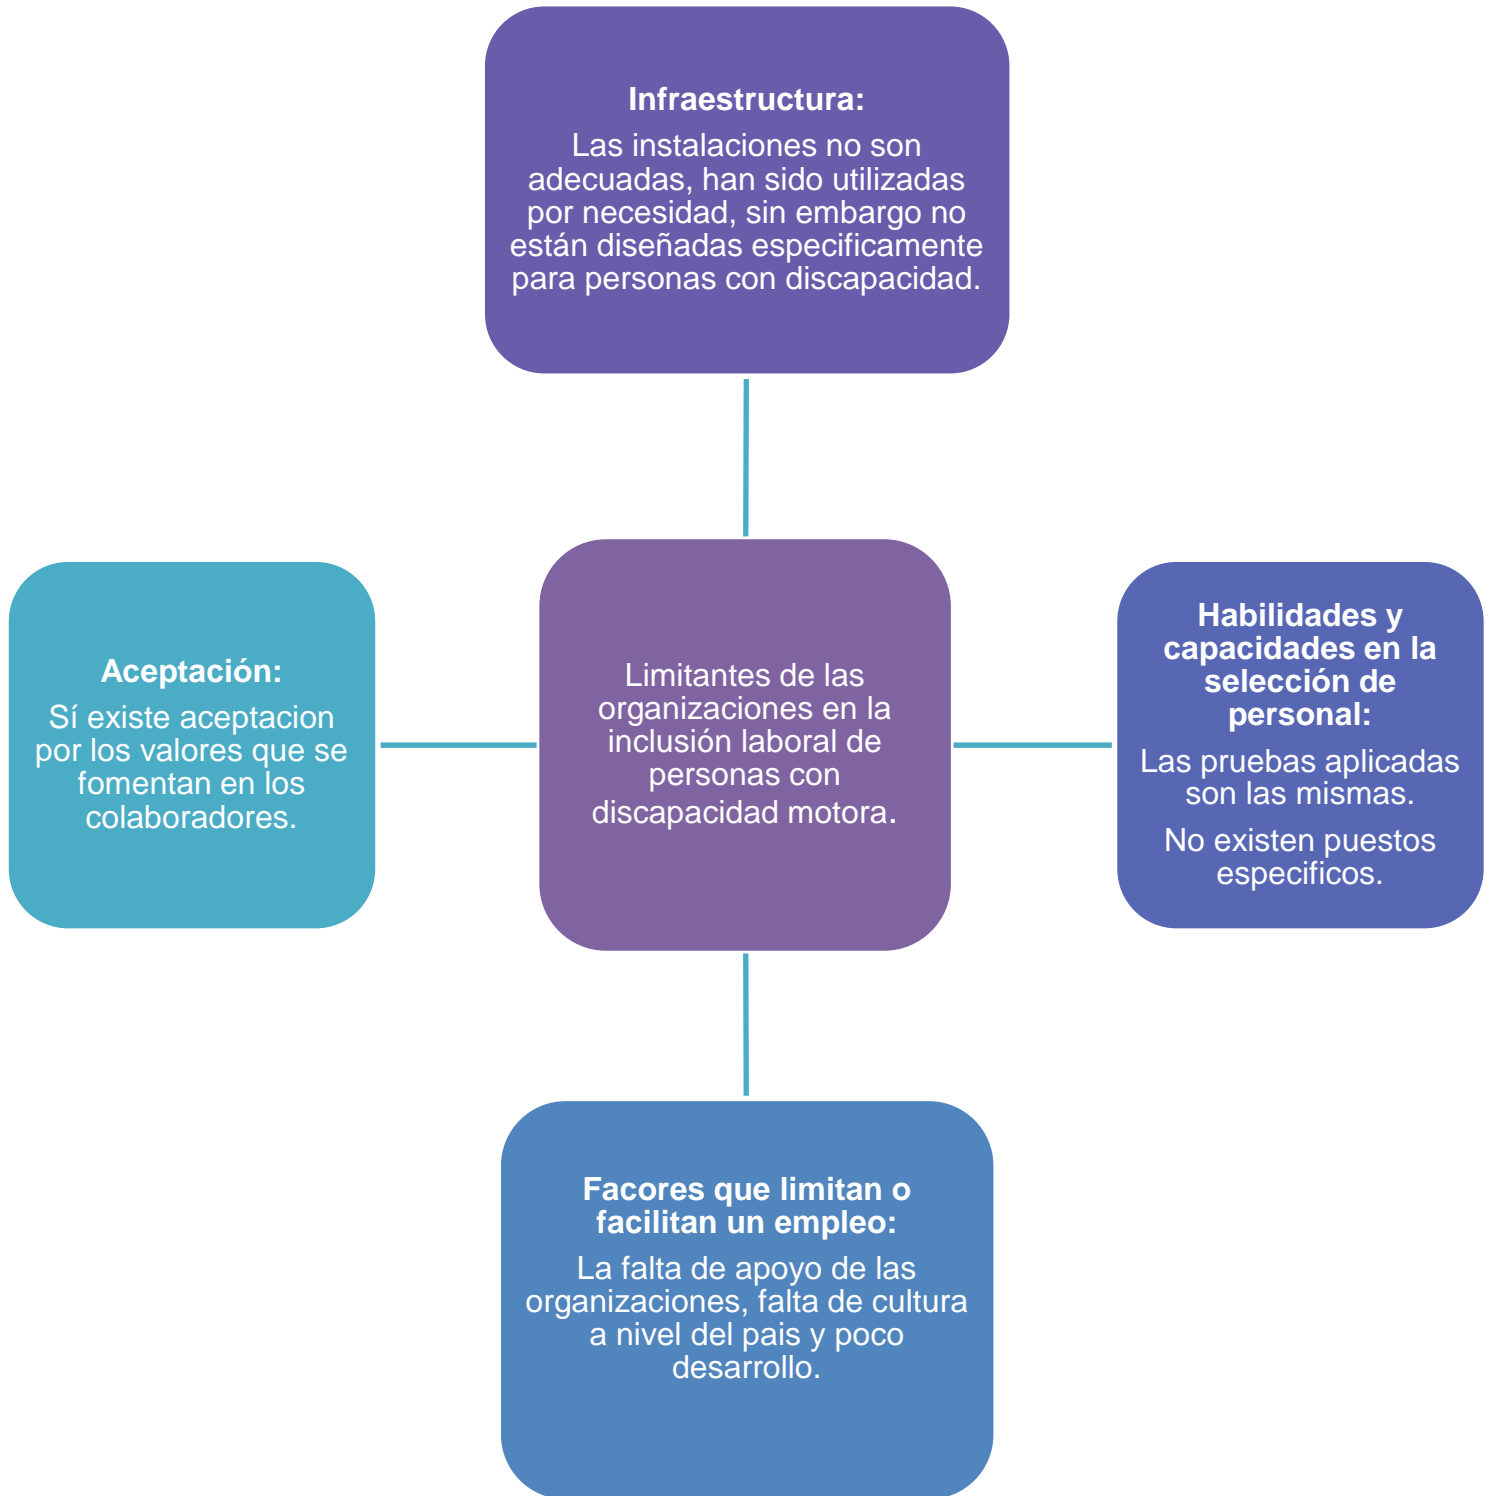 Infraestructura:
Las instalaciones no son
adecuadas, han sido utilizadas
por necesidad, sin embargo no
están diseñadas especificamente
para personas con discapacidad.
Aceptación:
Sí existe aceptacion
por los valores que se
fomentan en los
colaboradores.
Limitantes de las
organizaciones en la
inclusión laboral de
personas con
discapacidad motora.
Habilidades y
capacidades en la
selección de
personal:
Las pruebas aplicadas
son las mismas.
No existen puestos
especificos.
Facores que limitan o
facilitan un empleo:
La falta de apoyo de las
organizaciones, falta de cultura
a nivel del pais y poco
desarrollo.